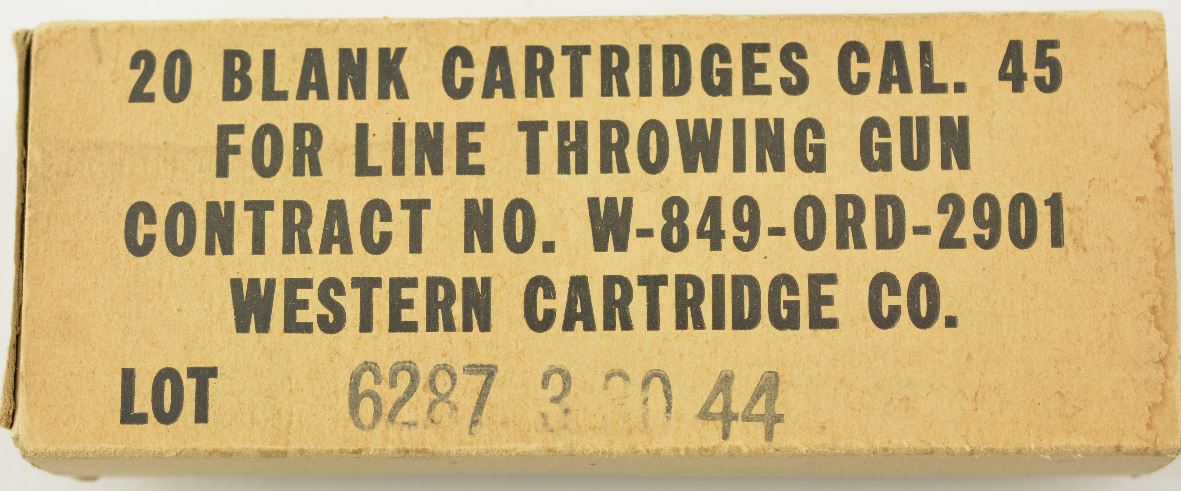 20 BLANK CARTRIDGES CAL. 45
FOR LINE THROWING GUN
CONTRACT NO. W-849-ORD-2901
WESTERN CARTRIDGE CO.
LOT 6287 3 44